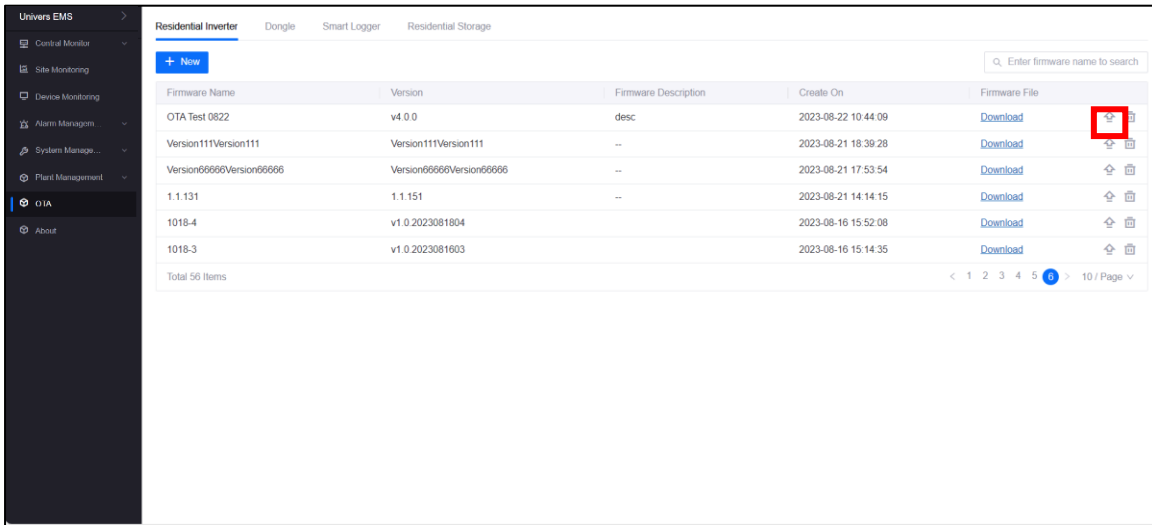 Univers EMS
Central Monitor
Site Monitoring
Device Monitoring
Alarm Managem...
System Manage...
Plant Management
OTA
About
Residential Inverter Dongle Smart Logger Residential Storage
+ New
Enter firmware name to search
Firmware Name Version Firmware Description Create On Firmware File
OTA Test 0822 v4.0.0 desc 2023-08-22 10:44:09 Download
Version111Version111 Version111Version111 -- 2023-08-21 18:39:28 Download
Version66666Version66666 Version66666Version66666 -- 2023-08-21 17:53:54 Download
1.1.131 1.1.151 -- 2023-08-21 14:14:15 Download
1018-4 v1.0.2023081804 2023-08-16 15:52:08 Download
1018-3 v1.0.2023081603 2023-08-16 15:14:35 Download
Total 56 Items < 1 2 3 4 5 6 > 10 / Page